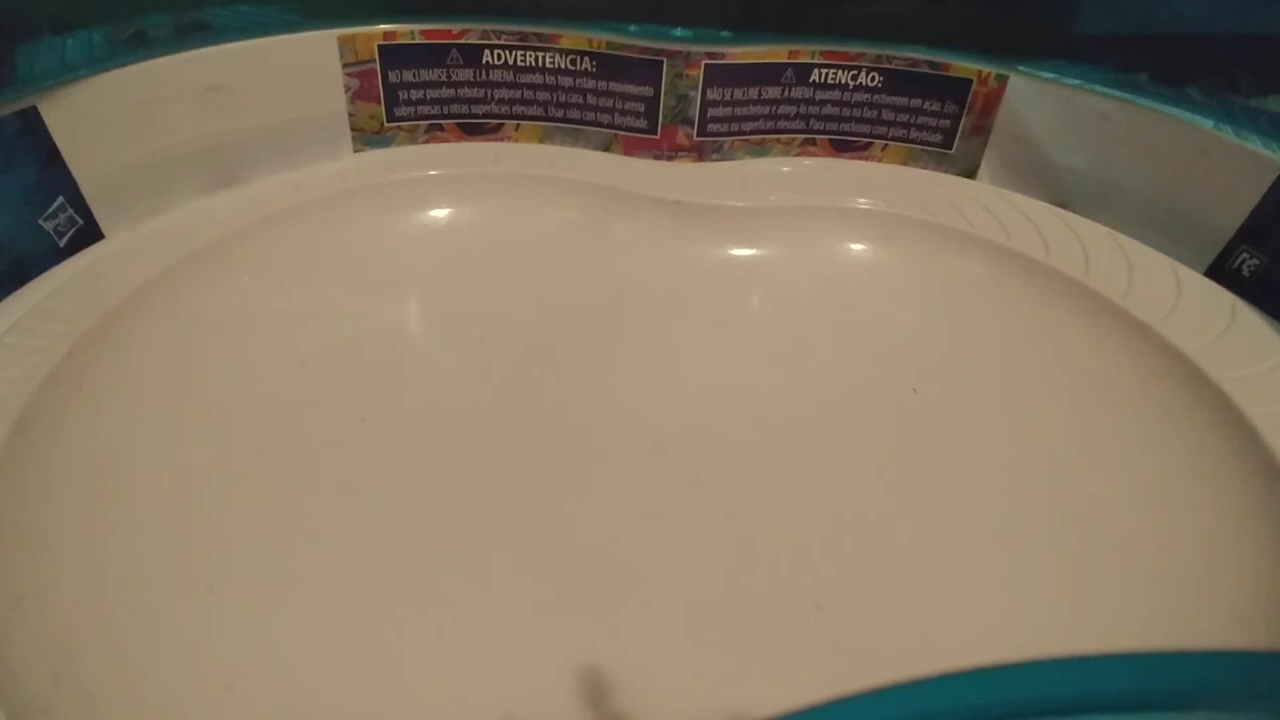 ADVERTENCIA:
NO INCLINARSE SOBRE LA ARENA cuando los tops están en movimiento
ya que pueden rebotar y golpear los ojos y la cara. No usar la arena
sobre mesas u otras superficies elevadas. Usar sólo con tops Beyblade.
ATENÇÃO:
NÃO SE INCLINE SOBRE A ARENA quando os piões estiverem em ação. Eles
podem ricochetear e atingi-lo nos olhos ou na face. Não use a arena em
mesas ou superfícies elevadas. Para uso exclusivo com piões Beyblade.
Hasbro